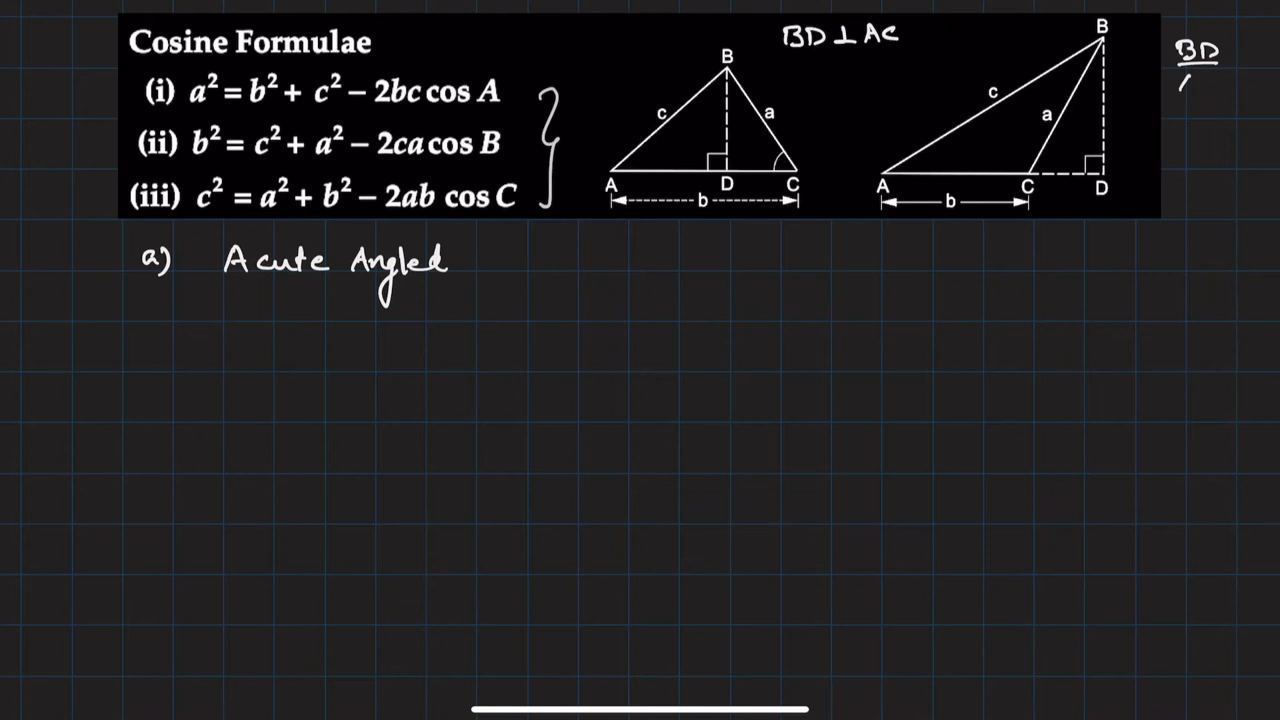 Cosine Formulae
(i) a² = b² + c² − 2bc cos A
(ii) b² = c² + a² − 2ca cos B
(iii) c² = a² + b² − 2ab cos C
BD ⊥ AC
B
c
a
A
D
C
b
B
c
a
A
C
D
b
BD
a) Acute Angled